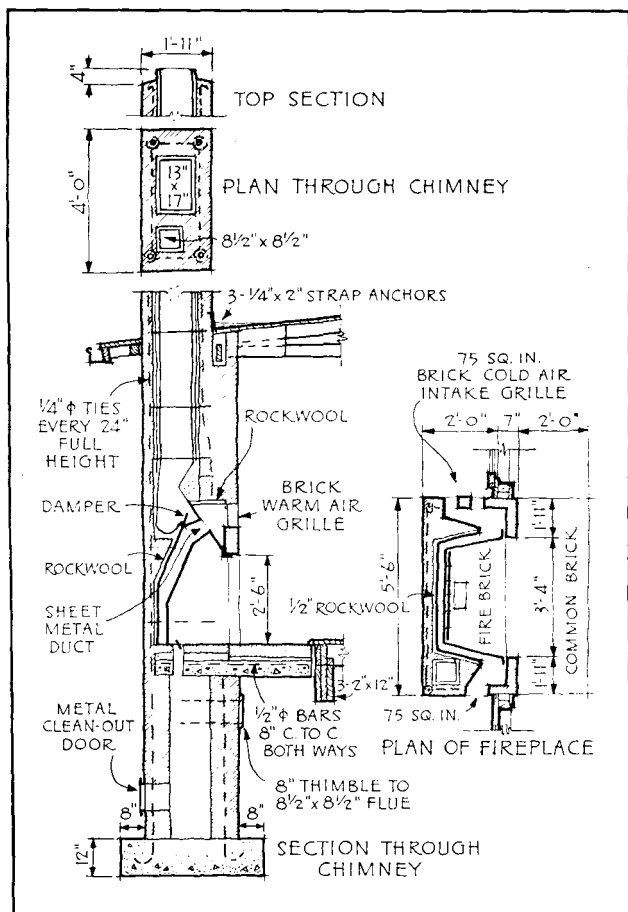 1'-11"
4"
TOP SECTION
4'-0"
13"
x
17"
PLAN THROUGH CHIMNEY
8½" x 8½"
3-¼" x 2" STRAP ANCHORS
¼" ϕ TIES
EVERY 24"
FULL
HEIGHT
ROCKWOOL
DAMPER
BRICK
WARM AIR
GRILLE
ROCKWOOL
SHEET
METAL
DUCT
2'-6"
3-2" x 12"
METAL
CLEAN-OUT
DOOR
½" ϕ BARS
8" C. TO C.
BOTH WAYS
8" THIMBLE TO
8½" x 8½" FLUE
8"
8"
12"
SECTION THROUGH
CHIMNEY
75 SQ. IN.
BRICK COLD AIR
INTAKE GRILLE
2'-0"
7"
2'-0"
5'-6"
½" ROCKWOOL
FIRE BRICK
1'-11"
3'-4"
1'-11"
COMMON BRICK
75 SQ. IN.
PLAN OF FIREPLACE